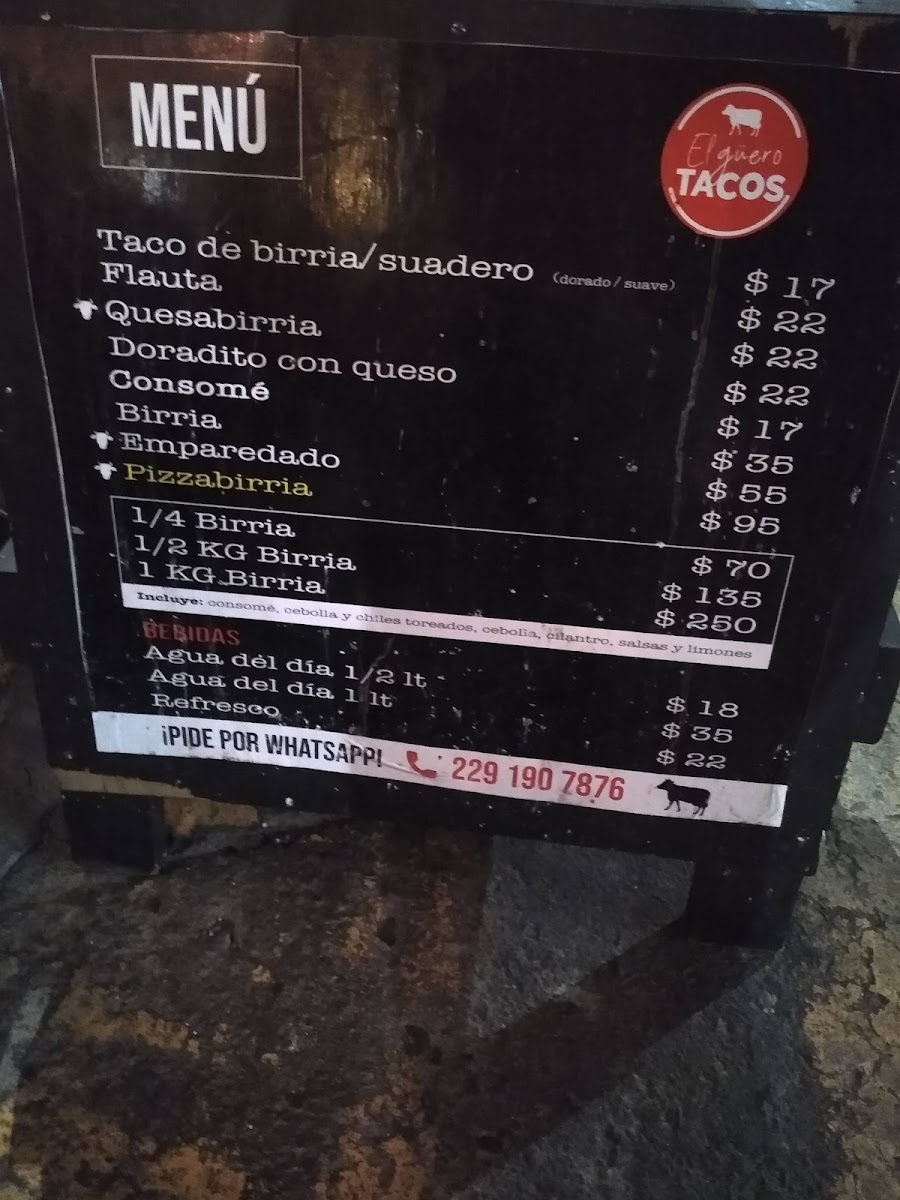 MENÚ
El güero
TACOS
Taco de birria/suadero (dorado/suave) $ 17
Flauta $ 22
Quesabirria $ 22
Doradito con queso $ 22
Consomé $ 17
Birria $ 35
Emparedado $ 55
Pizzabirria $ 95
1/4 Birria $ 70
1/2 KG Birria $ 135
1 KG Birria $ 250
Incluye: consomé, cebolla y chiles toreados, cebolla, cilantro, salsas y limones
BEBIDAS
Agua del día 1/2 lt $ 18
Agua del día 1 lt $ 35
Refresco $ 22
¡PIDE POR WHATSAPP! 229 190 7876